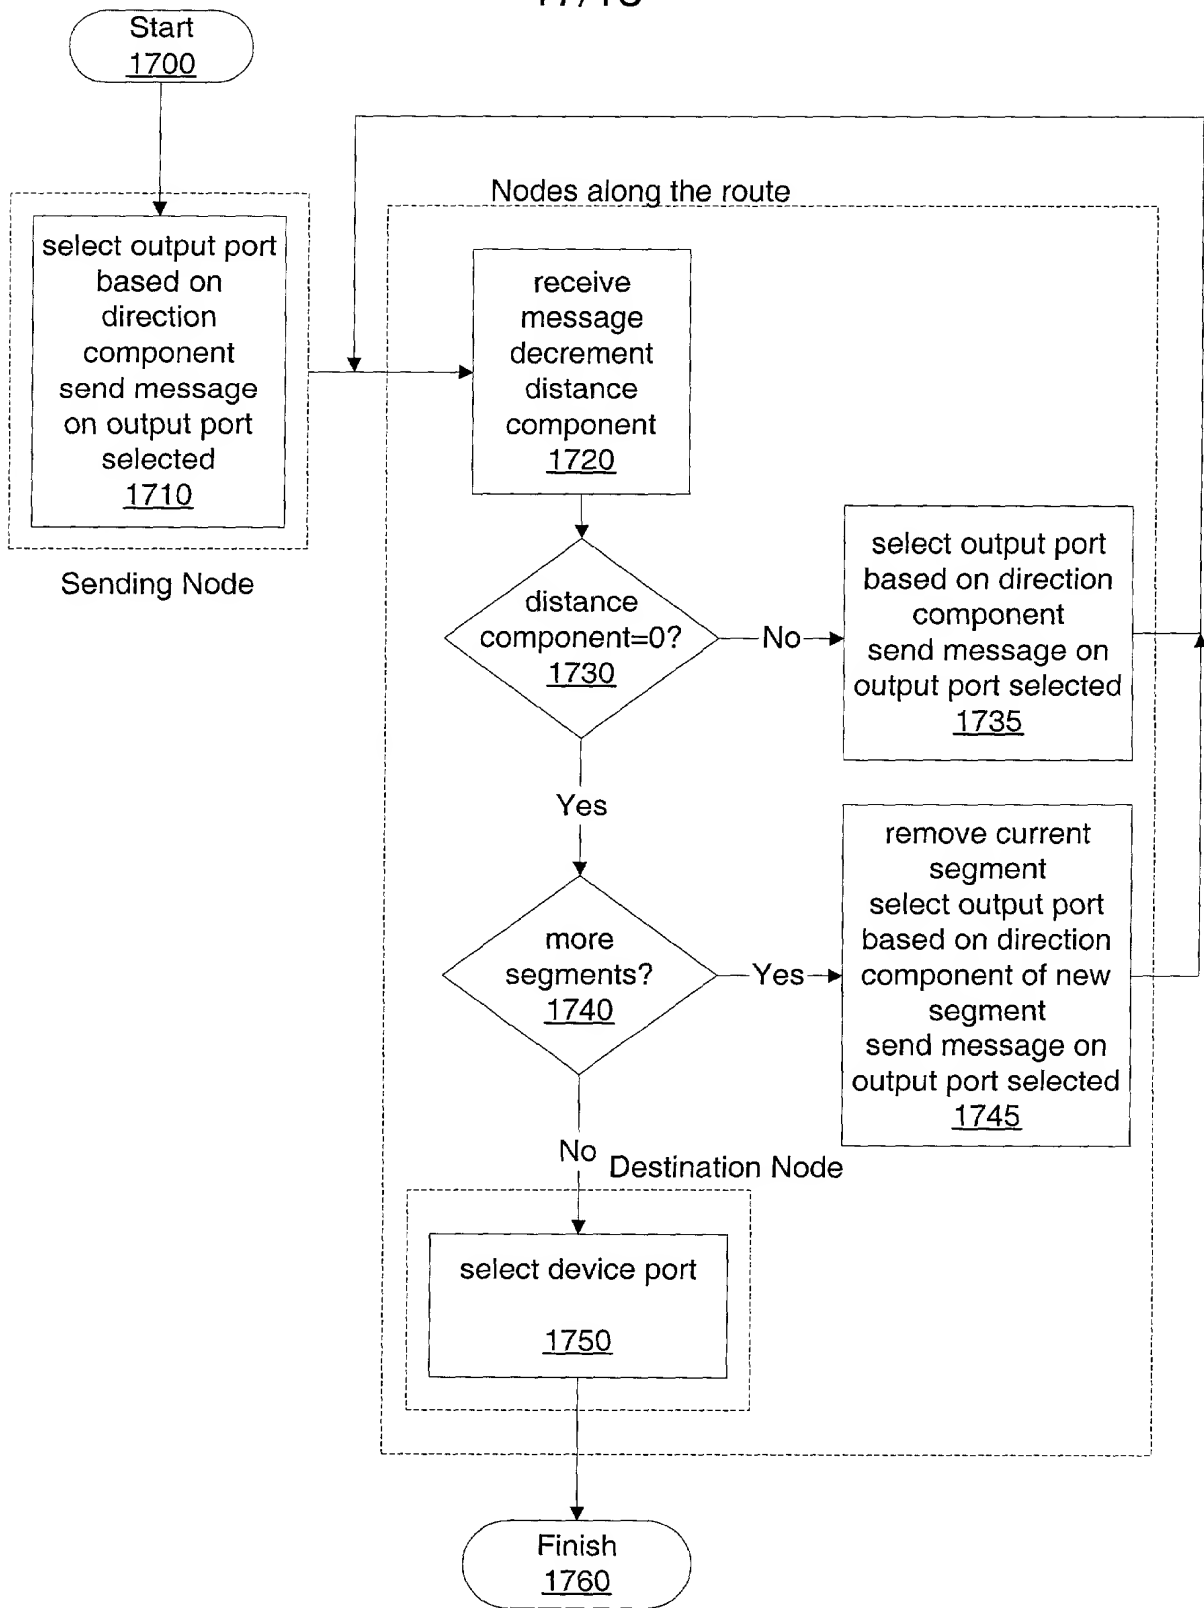 Start
1700
Nodes along the route
select output port
based on
direction
component
send message
on output port
selected
1710
Sending Node
receive
message
decrement
distance
component
1720
distance
component=0?
1730
No
select output port
based on direction
component
send message on
output port selected
1735
Yes
more
segments?
1740
Yes
remove current
segment
select output port
based on direction
component of new
segment
send message on
output port selected
1745
No
Destination Node
select device port
1750
Finish
1760